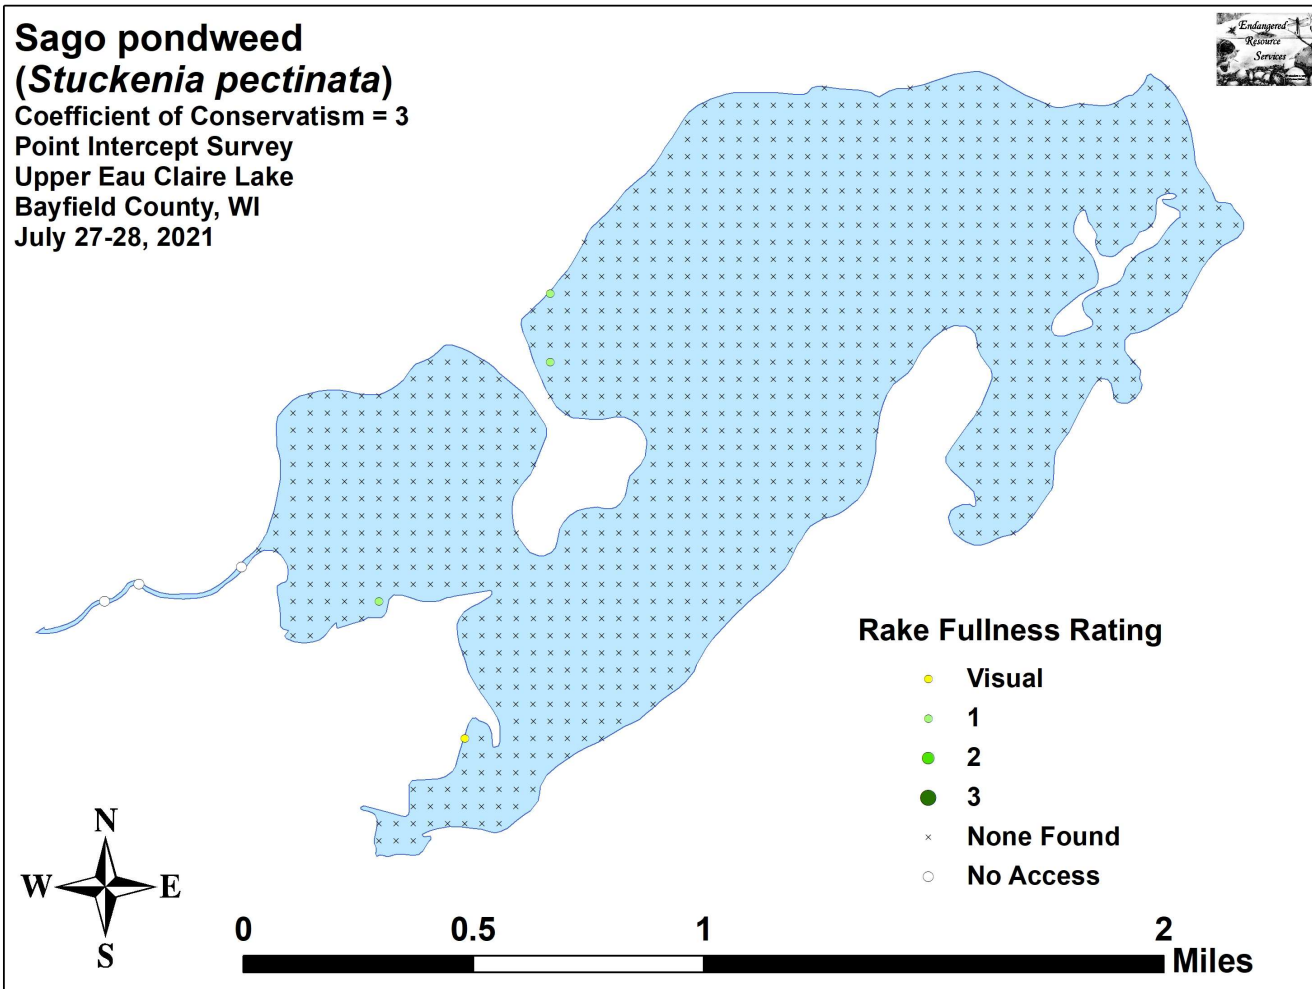 Sago pondweed
(Stuckenia pectinata)
Coefficient of Conservatism = 3
Point Intercept Survey
Upper Eau Claire Lake
Bayfield County, WI
July 27-28, 2021
Endangered
Resource
Services
Rake Fullness Rating
Visual
1
2
3
None Found
No Access
N
W E
S
0 0.5 1 2
Miles